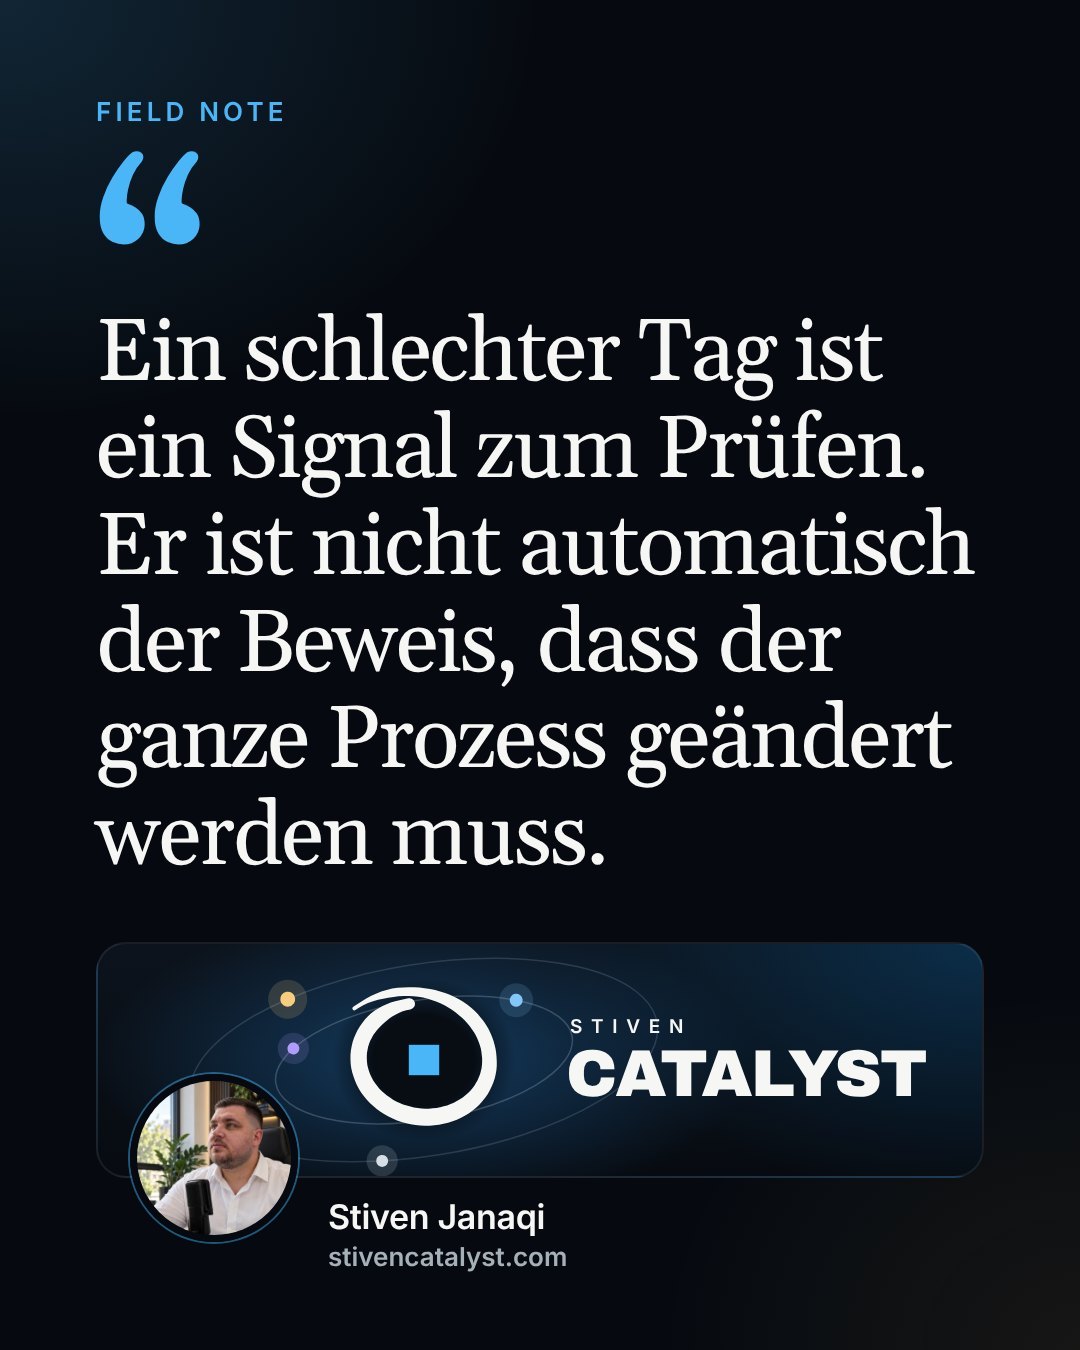 FIELD NOTE
“
Ein schlechter Tag ist
ein Signal zum Prüfen.
Er ist nicht automatisch
der Beweis, dass der
ganze Prozess geändert
werden muss.
STIVEN
CATALYST
Stiven Janaqi
stivencatalyst.com